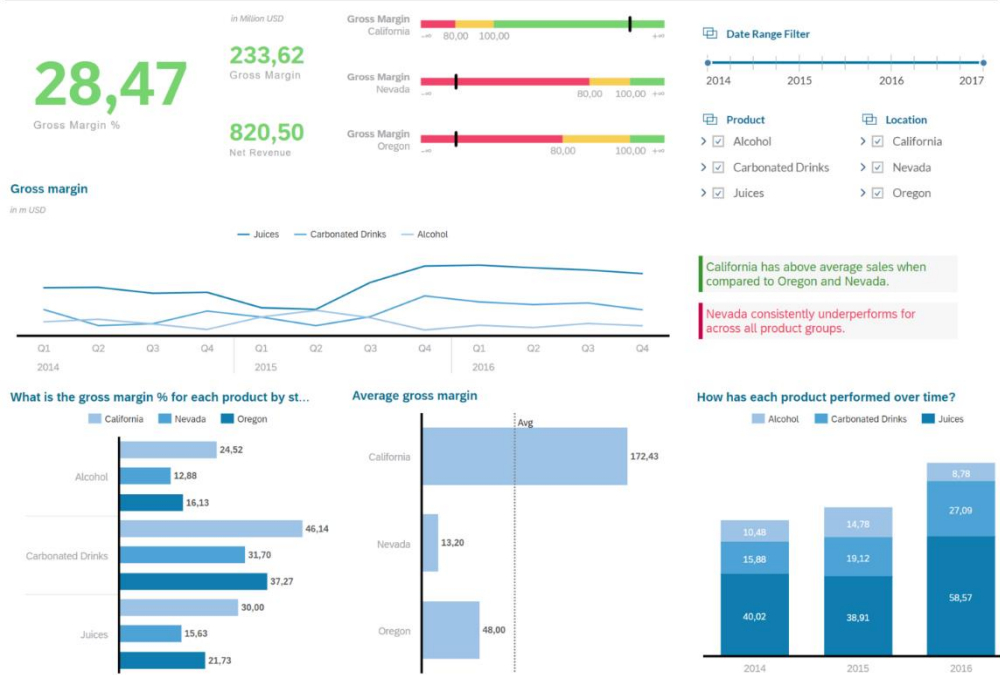 in Million USD
28,47
Gross Margin %
233,62
Gross Margin
820,50
Net Revenue
Gross Margin
California
-∞ 80,00 100,00 +∞
Gross Margin
Nevada
-∞ 80,00 100,00 +∞
Gross Margin
Oregon
-∞ 80,00 100,00 +∞
Date Range Filter
2014 2015 2016 2017
Product
Alcohol
Carbonated Drinks
Juices
Location
California
Nevada
Oregon
Gross margin
in m USD
Juices Carbonated Drinks Alcohol
Q1 Q2 Q3 Q4 Q1 Q2 Q3 Q4 Q1 Q2 Q3 Q4
2014 2015 2016
California has above average sales when
compared to Oregon and Nevada.
Nevada consistently underperforms for
across all product groups.
What is the gross margin % for each product by st...
California Nevada Oregon
Alcohol
24,52
12,88
16,13
Carbonated Drinks
46,14
31,70
37,27
Juices
30,00
15,63
21,73
Average gross margin
Avg
California 172,43
Nevada 13,20
Oregon 48,00
How has each product performed over time?
Alcohol Carbonated Drinks Juices
10,48 14,78 8,78
15,88 19,12 27,09
40,02 38,91 58,57
2014 2015 2016